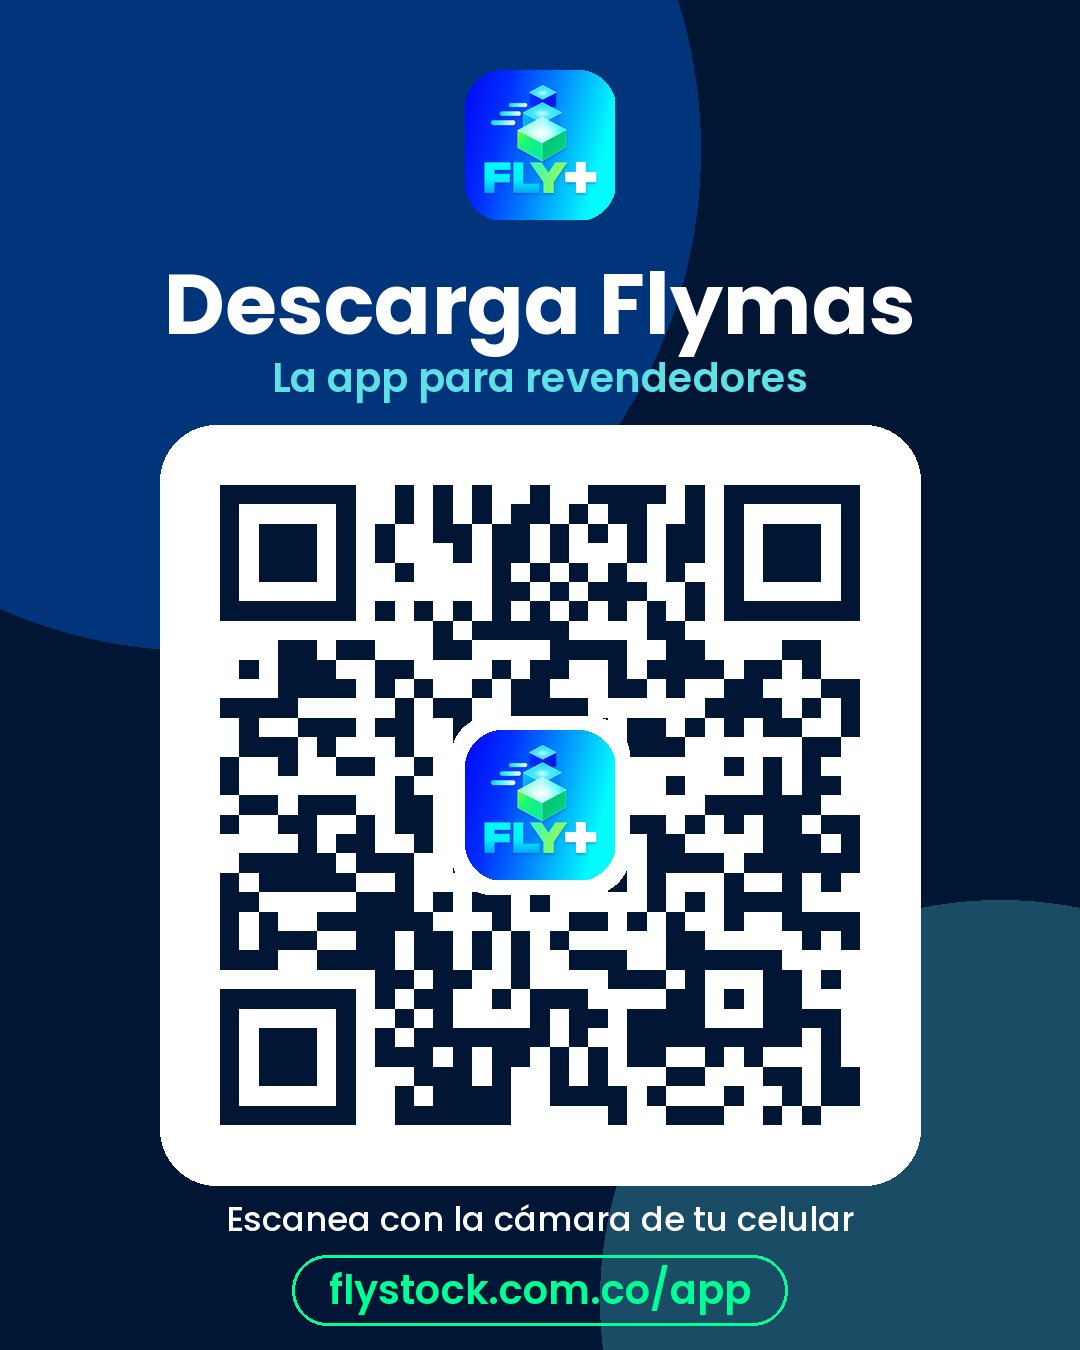 FLY+
Descarga Flymas
La app para revendedores
FLY+
Escanea con la cámara de tu celular
flystock.com.co/app